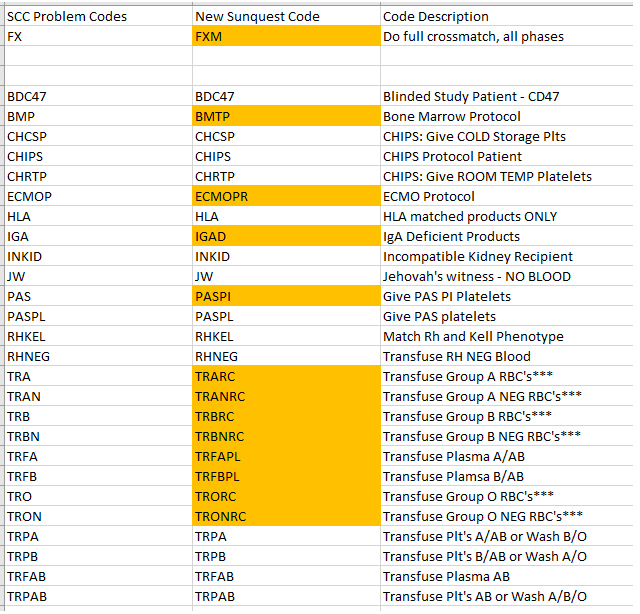 SCC Problem Codes New Sunquest Code Code Description
FX FXM Do full crossmatch, all phases
BDC47 BDC47 Blinded Study Patient - CD47
BMP BMTP Bone Marrow Protocol
CHCSP CHCSP CHIPS: Give COLD Storage Plts
CHIPS CHIPS CHIPS Protocol Patient
CHRTP CHRTP CHIPS: Give ROOM TEMP Platelets
ECMOP ECMOPR ECMO Protocol
HLA HLA HLA matched products ONLY
IGA IGAD IgA Deficient Products
INKID INKID Incompatible Kidney Recipient
JW JW Jehovah's witness - NO BLOOD
PAS PASPI Give PAS PI Platelets
PASPL PASPL Give PAS platelets
RHKEL RHKEL Match Rh and Kell Phenotype
RHNEG RHNEG Transfuse RH NEG Blood
TRA TRARC Transfuse Group A RBC's***
TRAN TRANRC Transfuse Group A NEG RBC's***
TRB TRBRC Transfuse Group B RBC's***
TRBN TRBNRC Transfuse Group B NEG RBC's***
TRFA TRFAPL Transfuse Plasma A/AB
TRFB TRFBPL Transfuse Plamsa B/AB
TRO TRORC Transfuse Group O RBC's***
TRON TRONRC Transfuse Group O NEG RBC's***
TRPA TRPA Transfuse Plt's A/AB or Wash B/O
TRPB TRPB Transfuse Plt's B/AB or Wash A/O
TRFAB TRFAB Transfuse Plasma AB
TRPAB TRPAB Transfuse Plt's AB or Wash A/B/O